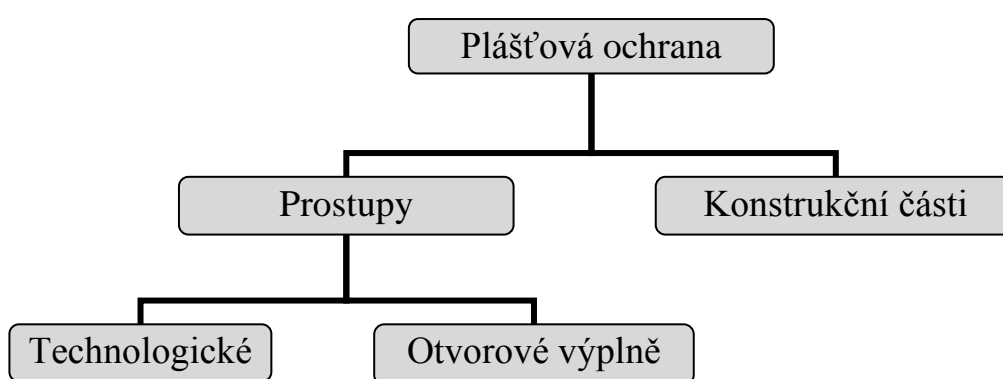 Plášťová ochrana
Prostupy
Konstrukční části
Technologické
Otvorové výplně